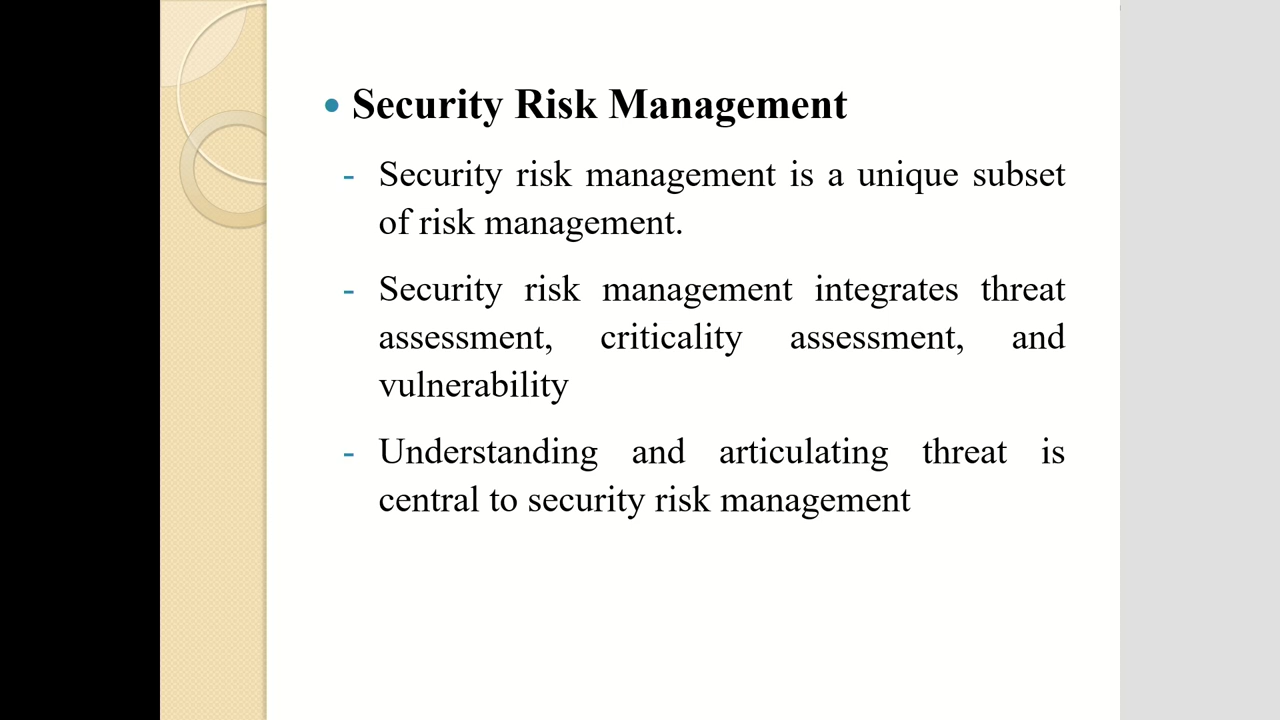 • Security Risk Management
- Security risk management is a unique subset
of risk management.
- Security risk management integrates threat
assessment, criticality assessment, and
vulnerability
- Understanding and articulating threat is
central to security risk management